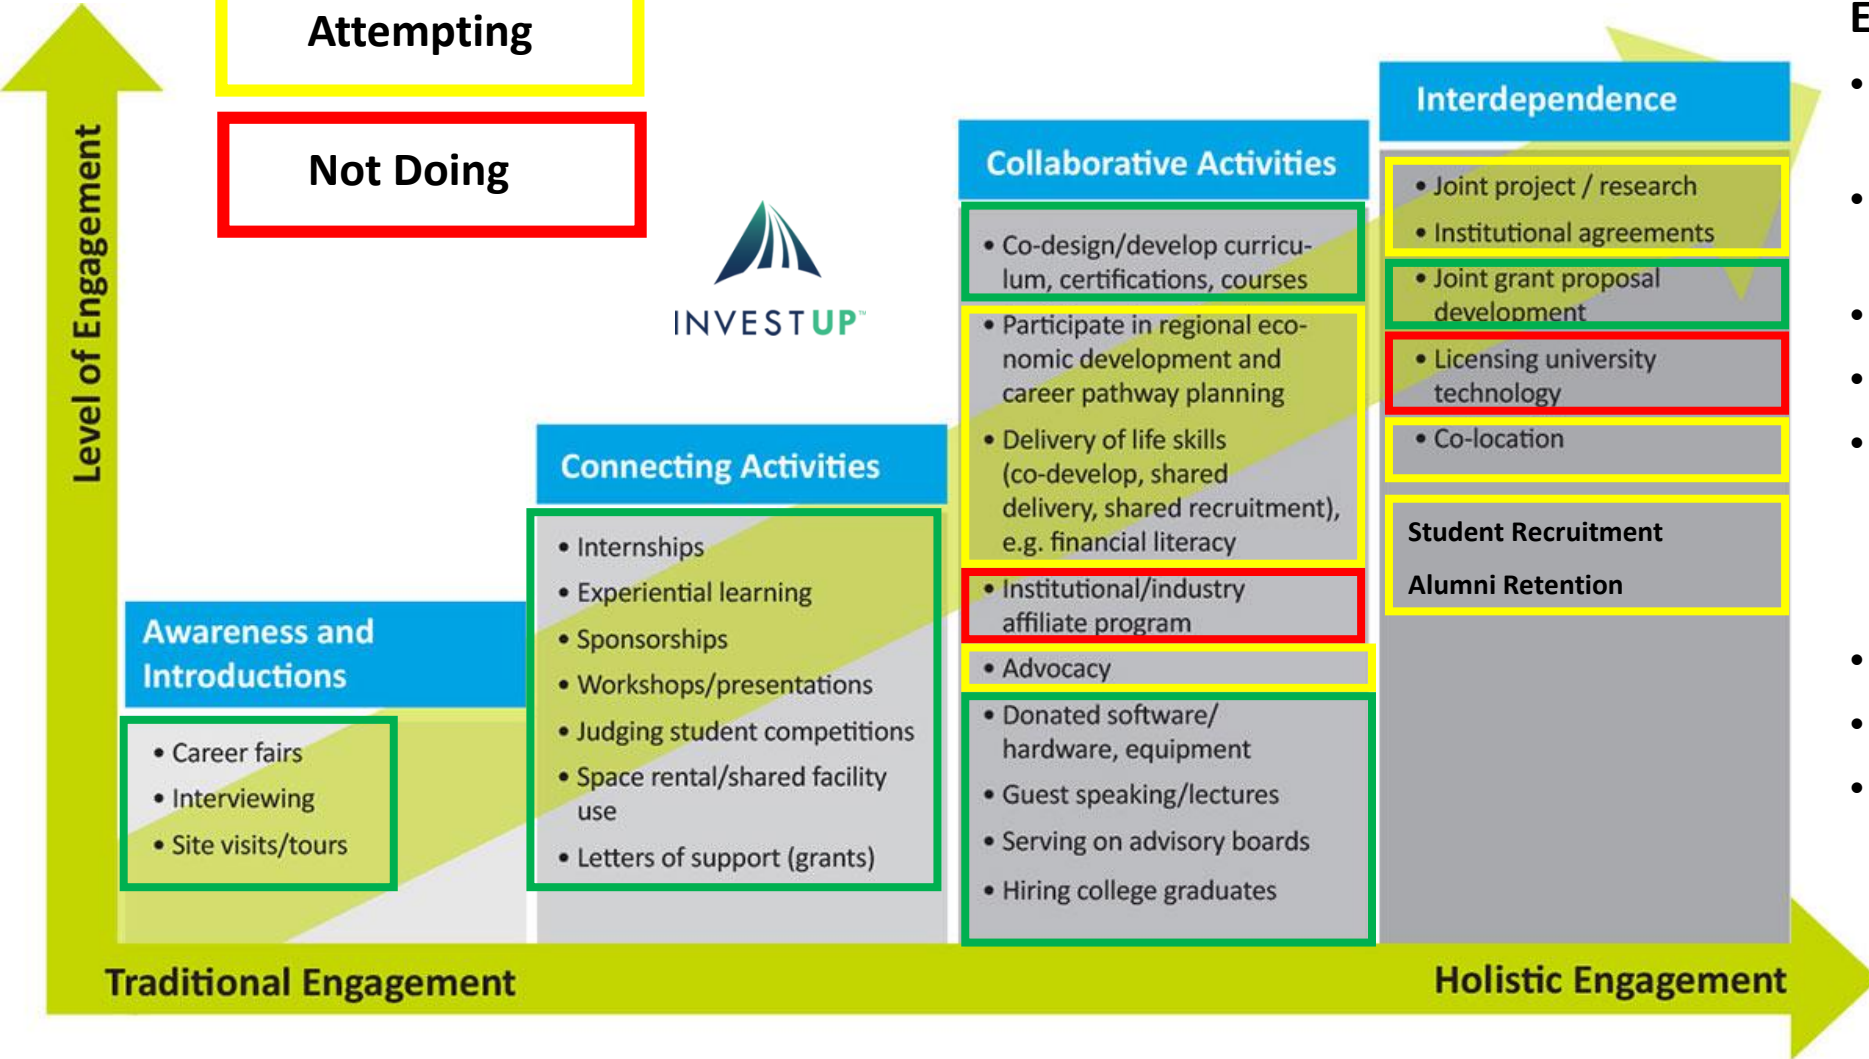 Attempting
Not Doing
Level of Engagement
INVESTUP™
Awareness and
Introductions
• Career fairs
• Interviewing
• Site visits/tours
Connecting Activities
• Internships
• Experiential learning
• Sponsorships
• Workshops/presentations
• Judging student competitions
• Space rental/shared facility
use
• Letters of support (grants)
Collaborative Activities
• Co-design/develop curricu-
lum, certifications, courses
• Participate in regional eco-
nomic development and
career pathway planning
• Delivery of life skills
(co-develop, shared
delivery, shared recruitment),
e.g. financial literacy
• Institutional/industry
affiliate program
• Advocacy
• Donated software/
hardware, equipment
• Guest speaking/lectures
• Serving on advisory boards
• Hiring college graduates
Interdependence
• Joint project / research
• Institutional agreements
• Joint grant proposal
development
• Licensing university
technology
• Co-location
Student Recruitment
Alumni Retention
Traditional Engagement
Holistic Engagement